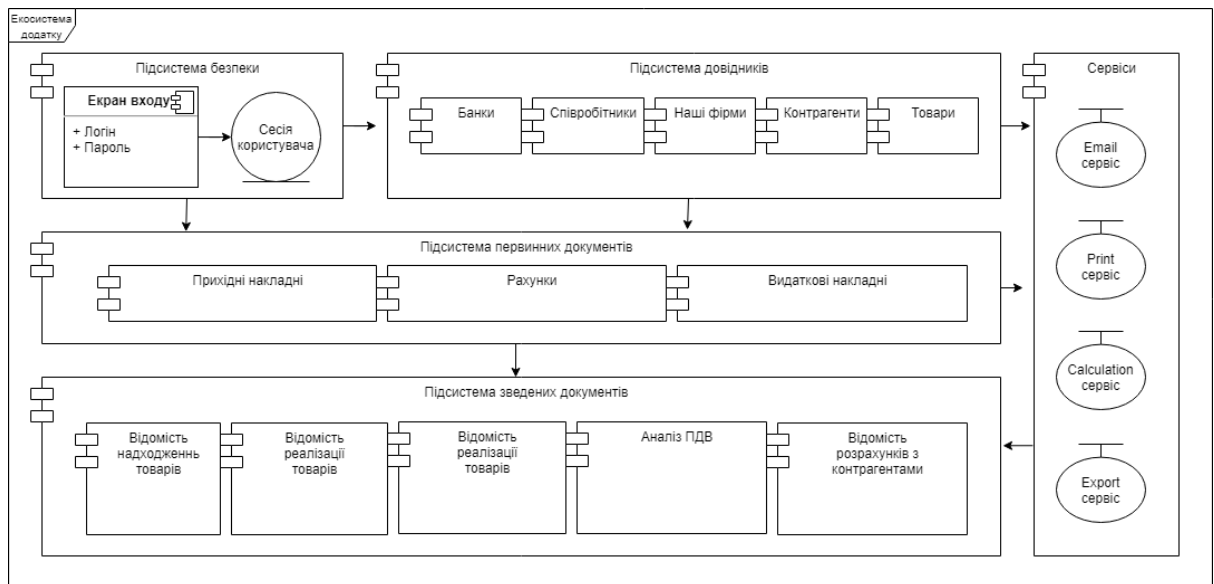 Екосистема
додатку
Підсистема безпеки
Екран входу
+ Логін
+ Пароль
Сесія
користувача
Підсистема довідників
Банки
Співробітники
Наші фірми
Контрагенти
Товари
Сервіси
Email
сервіс
Print
сервіс
Calculation
сервіс
Export
сервіс
Підсистема первинних документів
Прихідні накладні
Рахунки
Видаткові накладні
Підсистема зведених документів
Відомість
надходженнь
товарів
Відомість
реалізації
товарів
Відомість
реалізації
товарів
Аналіз ПДВ
Відомість
розрахунків з
контрагентами